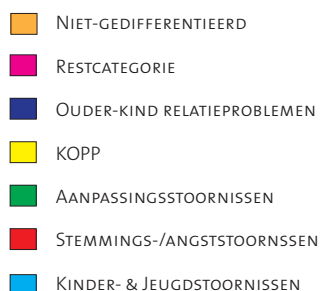 Niet-gedifferentieerd
Restcategorie
Ouder-kind relatieproblemen
KOPP
Aanpassingsstoornissen
Stemmings-/angststoornssen
Kinder- & Jeugdstoornissen